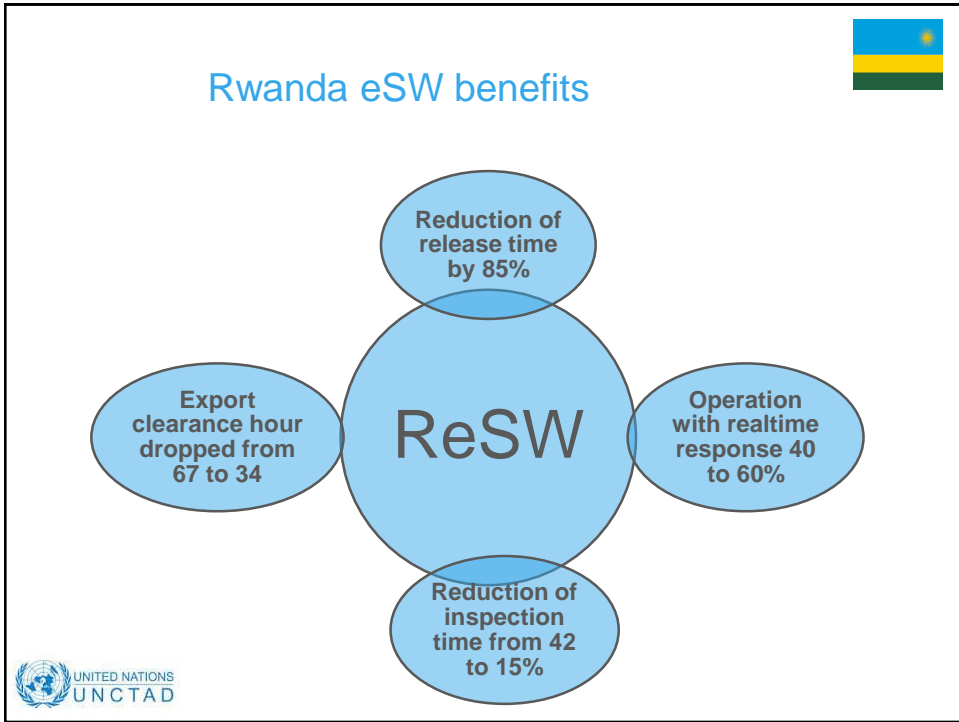 Rwanda eSW benefits
Reduction of
release time
by 85%
Export
clearance hour
dropped from
67 to 34
ReSW
Operation
with realtime
response 40
to 60%
Reduction of
inspection
time from 42
to 15%
UNITED NATIONS
UNCTAD